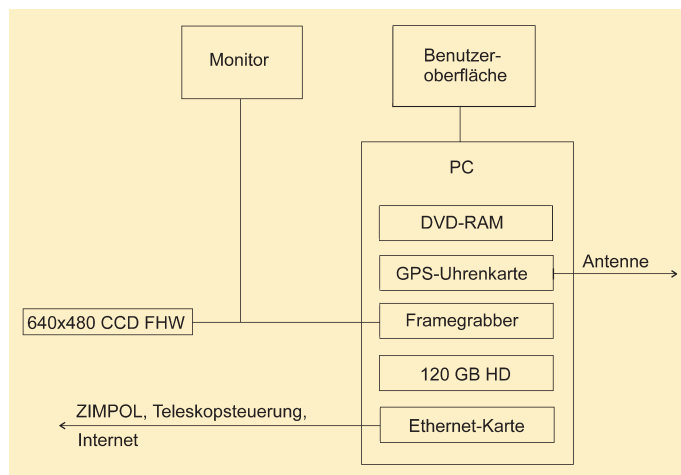 Monitor
Benutzer-
oberfläche
PC
DVD-RAM
GPS-Uhrenkarte
Antenne
640x480 CCD FHW
Framegrabber
120 GB HD
ZIMPOL, Teleskopsteuerung,
Internet
Ethernet-Karte